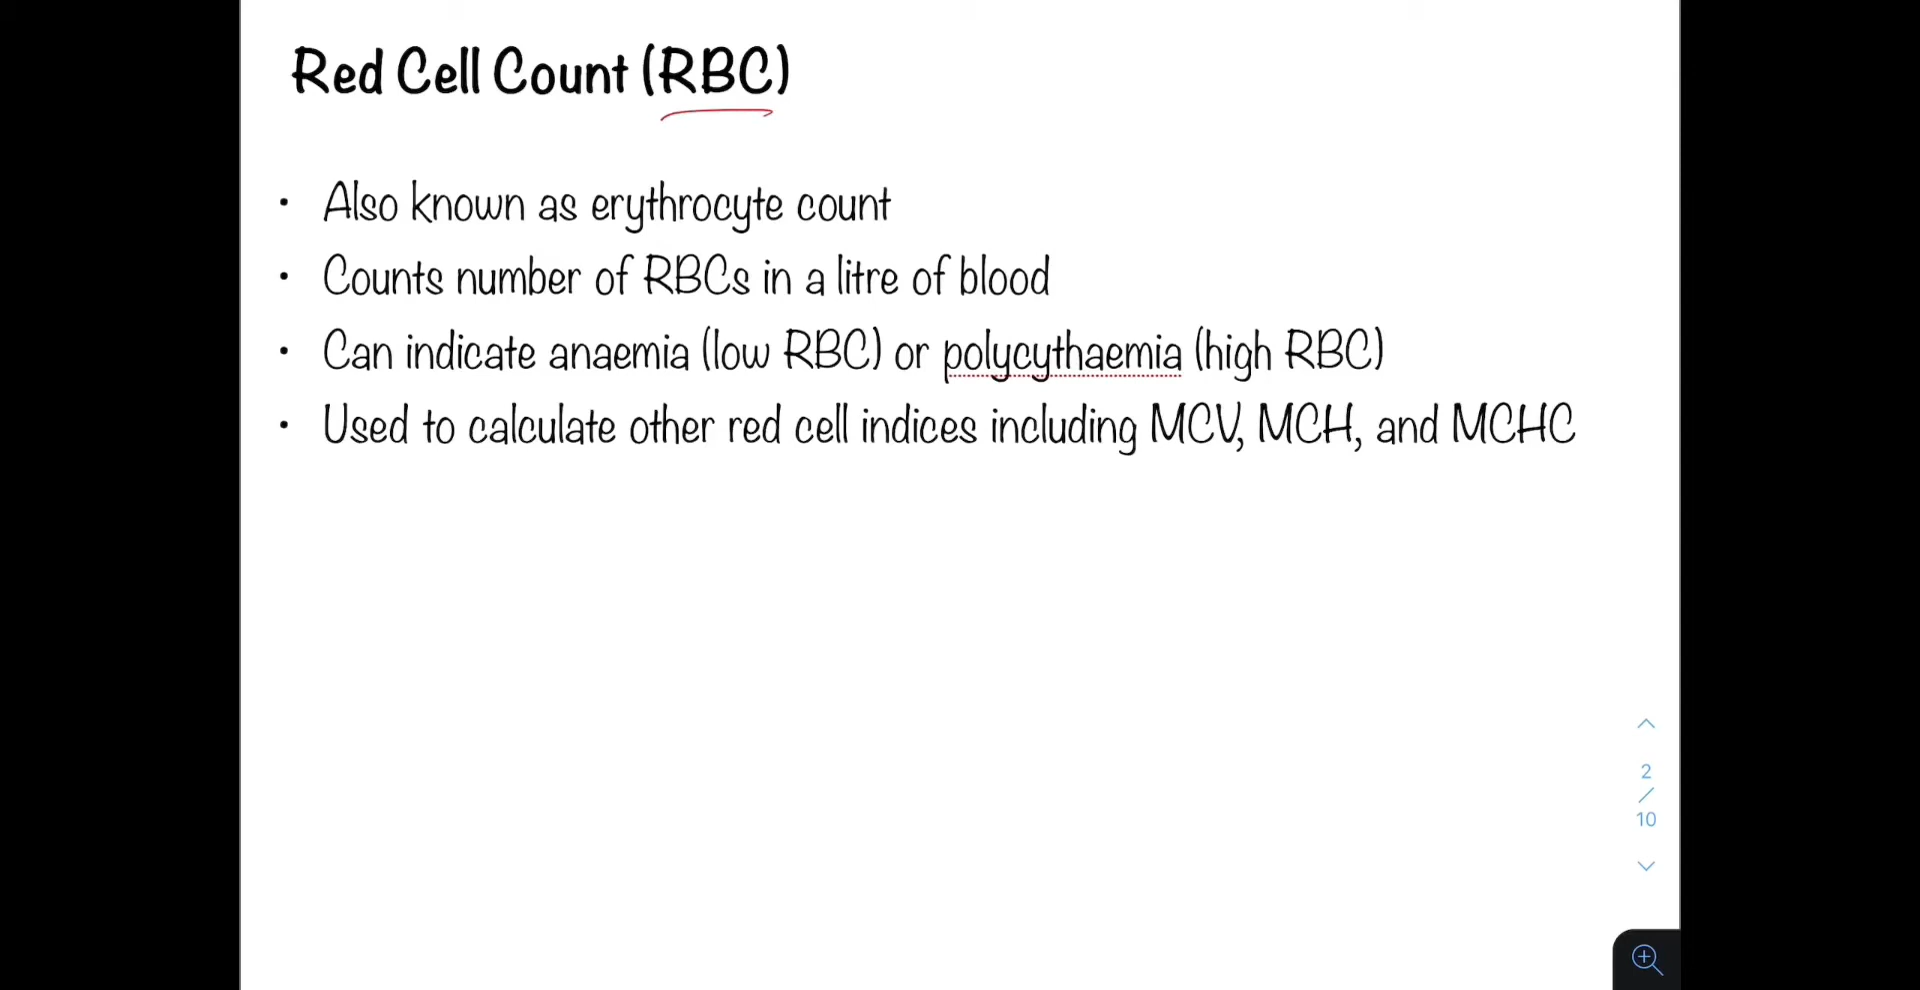 Red Cell Count (RBC)
• Also known as erythrocyte count
• Counts number of RBCs in a litre of blood
• Can indicate anaemia (low RBC) or polycythaemia (high RBC)
• Used to calculate other red cell indices including MCV, MCH, and MCHC
2
/
10